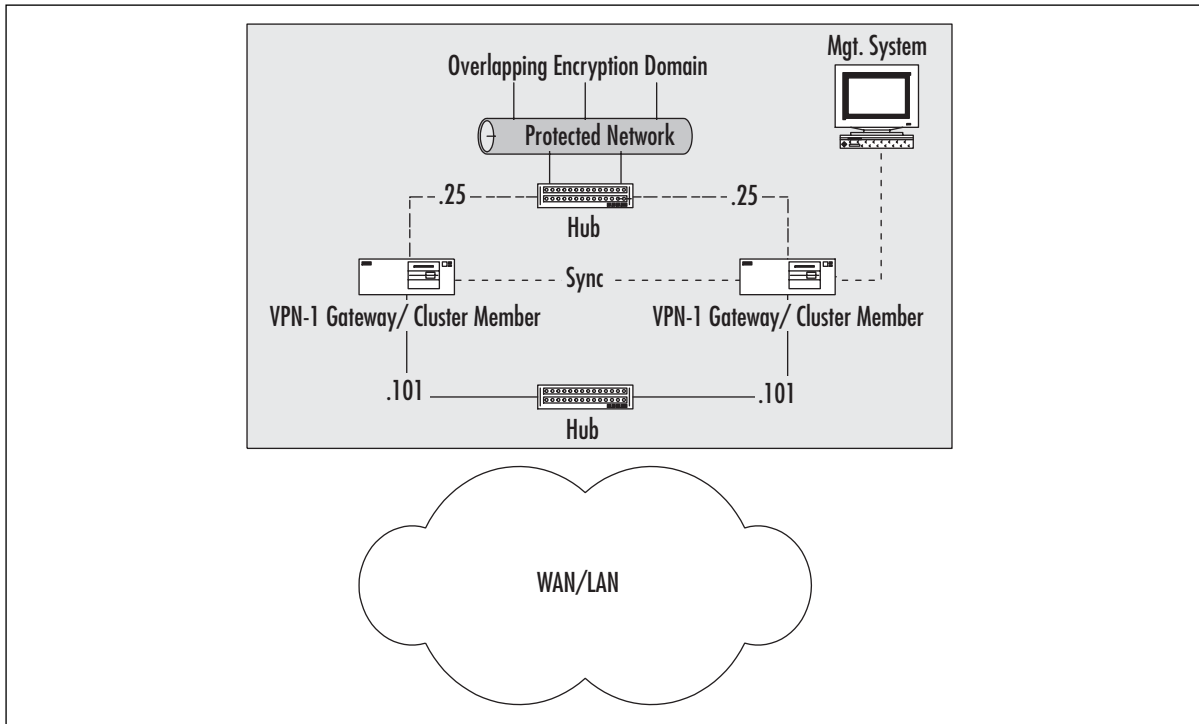 Mgt. System
Overlapping Encryption Domain
Protected Network
.25
.25
Hub
Sync
VPN-1 Gateway/ Cluster Member
VPN-1 Gateway/ Cluster Member
.101
.101
Hub
WAN/LAN